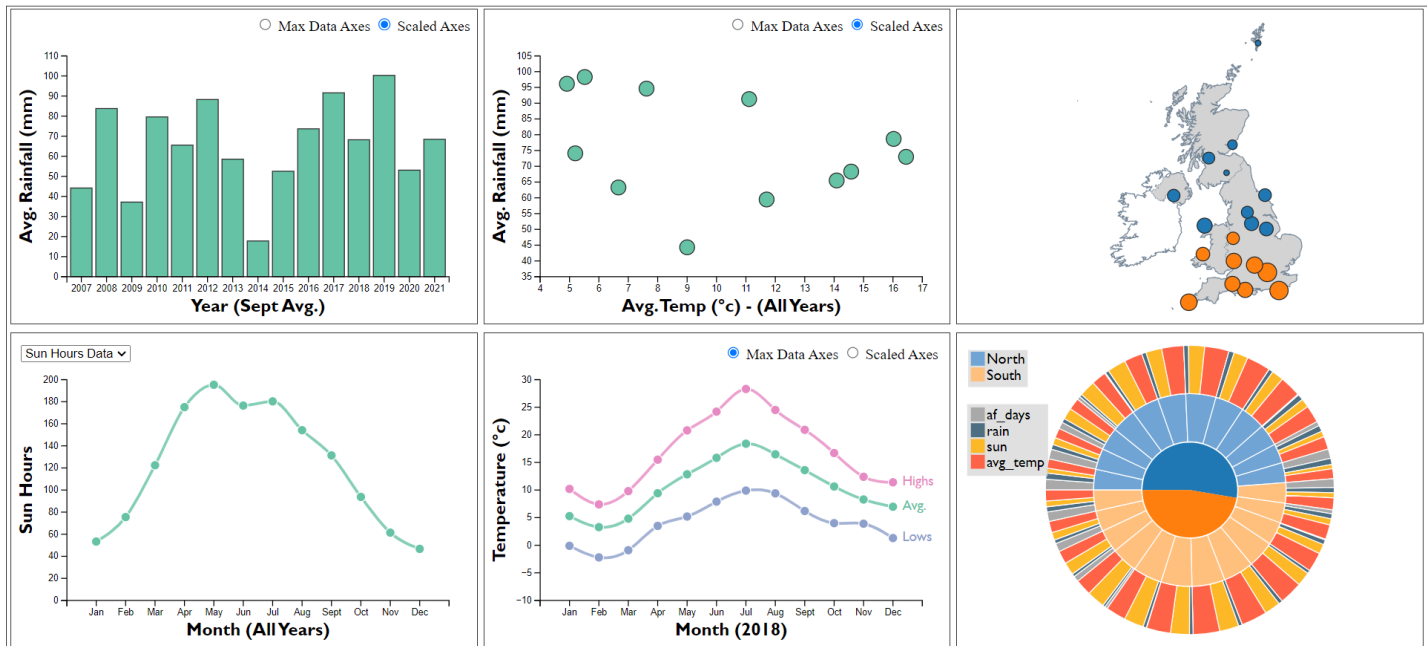 Max Data Axes Scaled Axes
110
100
90
80
70
60
50
40
30
20
10
0
Avg. Rainfall (mm)
2007 2008 2009 2010 2011 2012 2013 2014 2015 2016 2017 2018 2019 2020 2021
Year (Sept Avg.)
Max Data Axes Scaled Axes
105
100
95
90
85
80
75
70
65
60
55
50
45
40
35
Avg. Rainfall (mm)
4 5 6 7 8 9 10 11 12 13 14 15 16 17
Avg. Temp (°c) - (All Years)
Sun Hours Data
200
180
160
140
120
100
80
60
40
20
0
Sun Hours
Jan Feb Mar Apr May Jun Jul Aug Sept Oct Nov Dec
Month (All Years)
Max Data Axes Scaled Axes
30
25
20
15
10
5
0
−5
−10
Temperature (°c)
Highs
Avg.
Lows
Jan Feb Mar Apr May Jun Jul Aug Sept Oct Nov Dec
Month (2018)
North
South
af_days
rain
sun
avg_temp